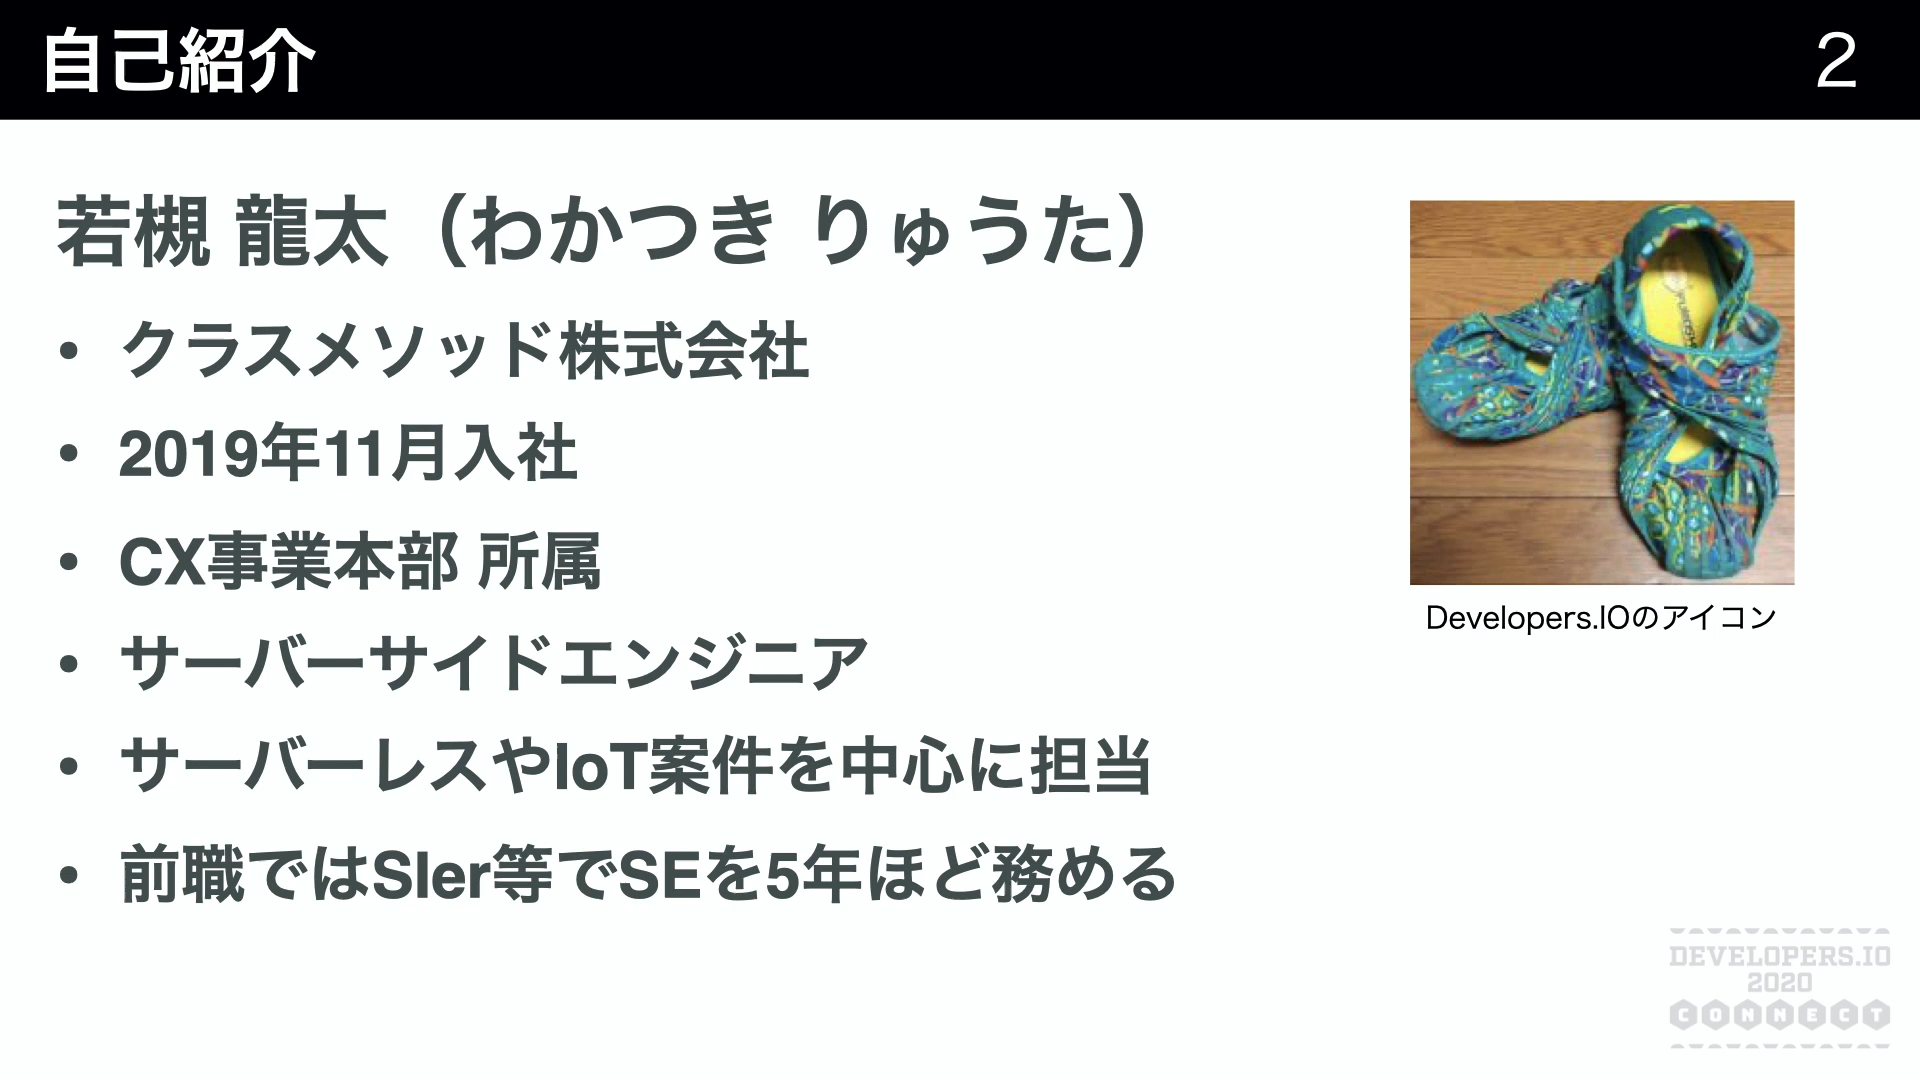 自己紹介
2
若槻 龍太（わかつき りゅうた）
• クラスメソッド株式会社
• 2019年11月入社
• CX事業本部 所属
• サーバーサイドエンジニア
• サーバーレスやIoT案件を中心に担当
• 前職ではSIer等でSEを5年ほど務める
Developers.IOのアイコン
DEVELOPERS.IO
2020
CONNECT